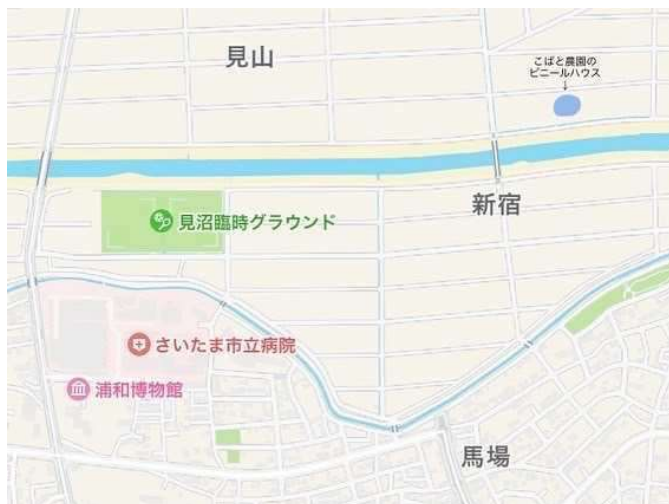 見山
こばと農園の
ビニールハウス
↓
新宿
見沼臨時グラウンド
さいたま市立病院
浦和博物館
馬場